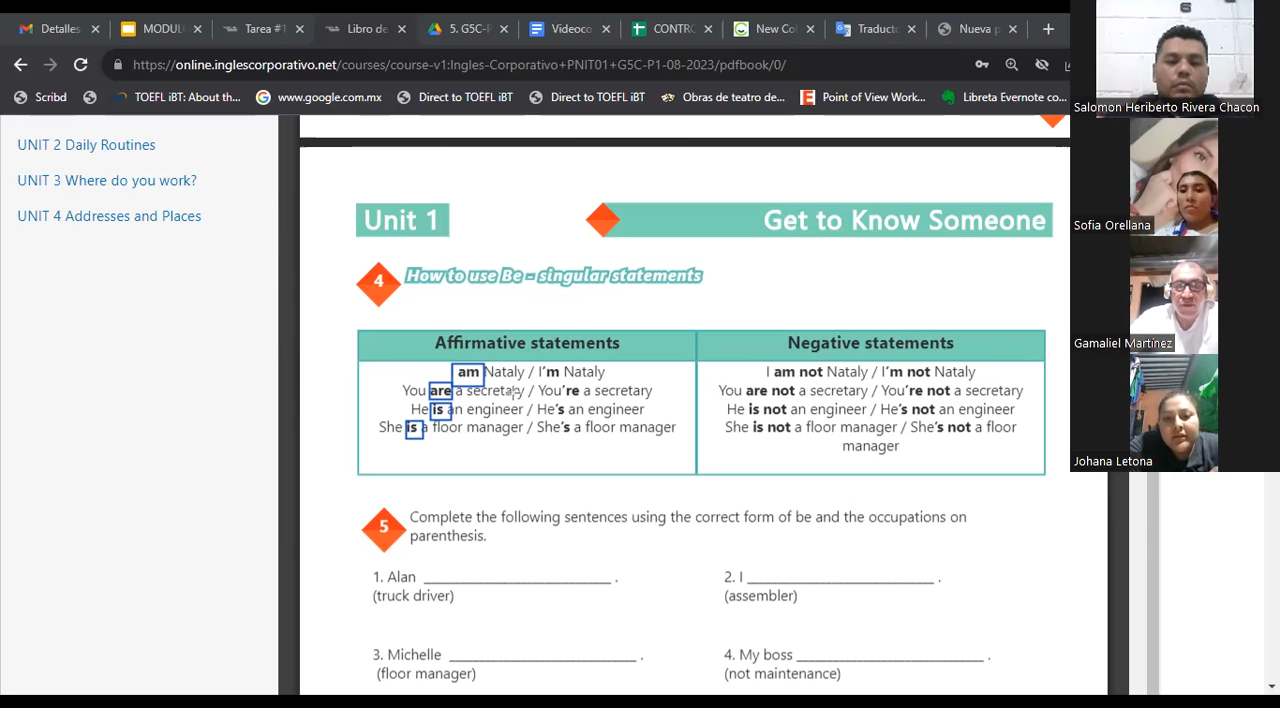 Detalles
MODUL
Tarea #1
Libro de
5. G5C
Videoco
CONTRO
New Co
Traducto
Nueva p
https://online.inglescorporativo.net/courses/course-v1:Ingles-Corporativo+PNIT01+G5C-P1-08-2023/pdfbook/0/
Scribd
TOEFL iBT: About th...
www.google.com.mx
Direct to TOEFL iBT
Direct to TOEFL iBT
Obras de teatro de...
Point of View Work...
Libreta Evernote co...
Salomon Heriberto Rivera Chacon
Sofia Orellana
Gamaliel Martínez
Johana Letona
UNIT 2 Daily Routines
UNIT 3 Where do you work?
UNIT 4 Addresses and Places
Unit 1
Get to Know Someone
4
How to use Be - singular statements
Affirmative statements
am Nataly / I'm Nataly
You are a secretary / You're a secretary
He is an engineer / He's an engineer
She is a floor manager / She's a floor manager
Negative statements
I am not Nataly / I'm not Nataly
You are not a secretary / You're not a secretary
He is not an engineer / He's not an engineer
She is not a floor manager / She's not a floor
manager
5
Complete the following sentences using the correct form of be and the occupations on
parenthesis.
1. Alan ______________________ .
(truck driver)
2. I ______________________ .
(assembler)
3. Michelle ______________________ .
(floor manager)
4. My boss ______________________ .
(not maintenance)